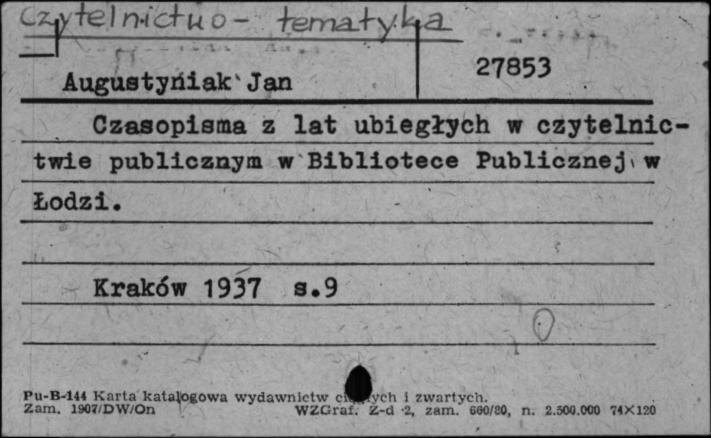 Czytelnictwo - tematyka
Augustyniak Jan
27853
Czasopisma z lat ubiegłych w czytelnic-
twie publicznym w Bibliotece Publicznej w
Łodzi.
Kraków 1937 s.9
Pu-B-144 Karta katalogowa wydawnictw ych i zwartych.
Zam. 1907/DW/On
WZGraf. Z-d 2, zam. 660/80, n. 2.500.000 74×120